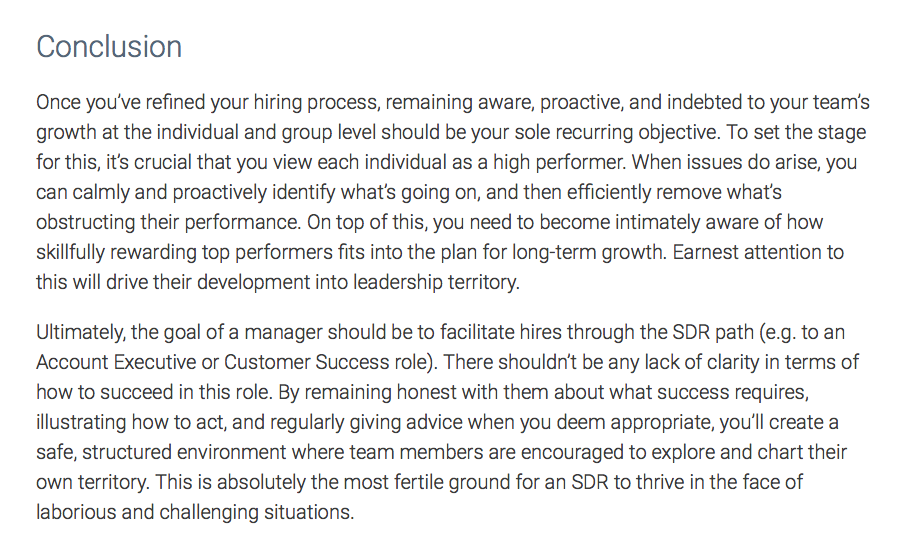 Conclusion
Once you’ve refined your hiring process, remaining aware, proactive, and indebted to your team’s
growth at the individual and group level should be your sole recurring objective. To set the stage
for this, it’s crucial that you view each individual as a high performer. When issues do arise, you
can calmly and proactively identify what’s going on, and then efficiently remove what’s
obstructing their performance. On top of this, you need to become intimately aware of how
skillfully rewarding top performers fits into the plan for long-term growth. Earnest attention to
this will drive their development into leadership territory.
Ultimately, the goal of a manager should be to facilitate hires through the SDR path (e.g. to an
Account Executive or Customer Success role). There shouldn’t be any lack of clarity in terms of
how to succeed in this role. By remaining honest with them about what success requires,
illustrating how to act, and regularly giving advice when you deem appropriate, you’ll create a
safe, structured environment where team members are encouraged to explore and chart their
own territory. This is absolutely the most fertile ground for an SDR to thrive in the face of
laborious and challenging situations.